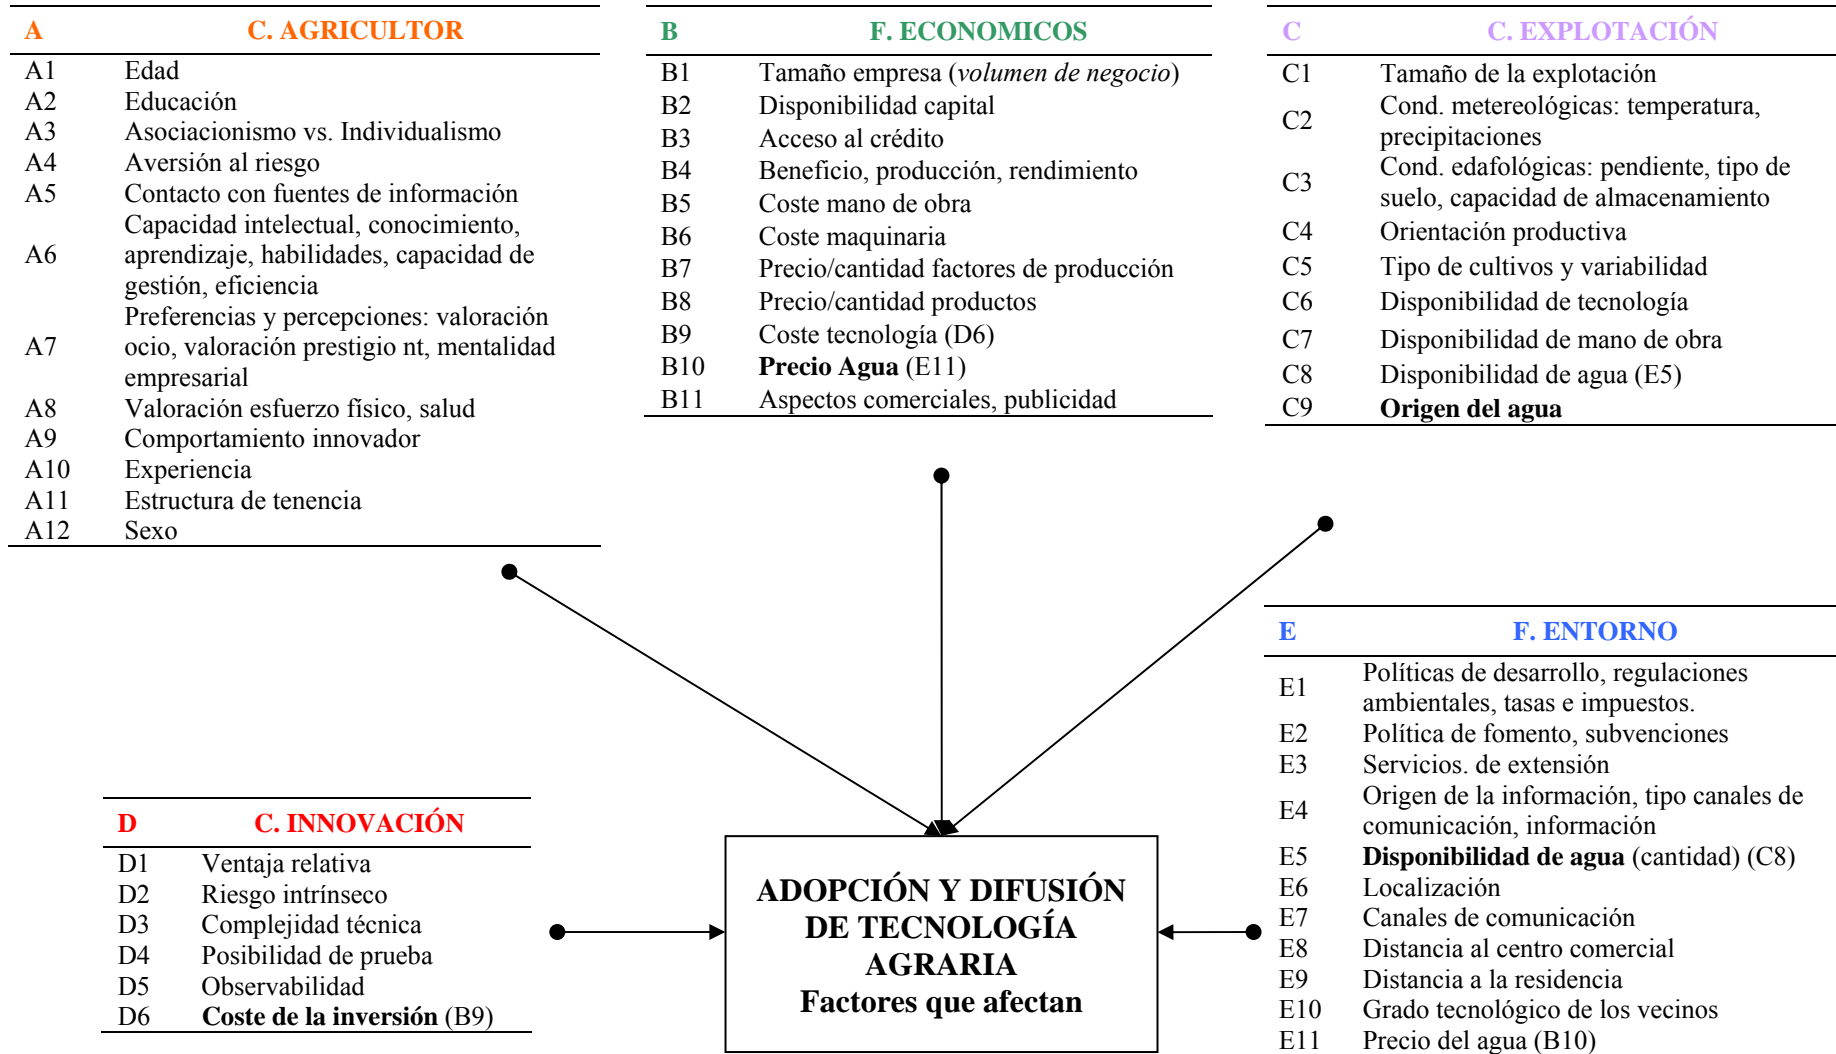 A C. AGRICULTOR
A1 Edad
A2 Educación
A3 Asociacionismo vs. Individualismo
A4 Aversión al riesgo
A5 Contacto con fuentes de información
Capacidad intelectual, conocimiento,
A6 aprendizaje, habilidades, capacidad de
gestión, eficiencia
Preferencias y percepciones: valoración
A7 ocio, valoración prestigio nt, mentalidad
empresarial
A8 Valoración esfuerzo físico, salud
A9 Comportamiento innovador
A10 Experiencia
A11 Estructura de tenencia
A12 Sexo
B F. ECONOMICOS
B1 Tamaño empresa (volumen de negocio)
B2 Disponibilidad capital
B3 Acceso al crédito
B4 Beneficio, producción, rendimiento
B5 Coste mano de obra
B6 Coste maquinaria
B7 Precio/cantidad factores de producción
B8 Precio/cantidad productos
B9 Coste tecnología (D6)
B10 Precio Agua (E11)
B11 Aspectos comerciales, publicidad
C C. EXPLOTACIÓN
C1 Tamaño de la explotación
C2 Cond. metereológicas: temperatura,
precipitaciones
C3 Cond. edafológicas: pendiente, tipo de
suelo, capacidad de almacenamiento
C4 Orientación productiva
C5 Tipo de cultivos y variabilidad
C6 Disponibilidad de tecnología
C7 Disponibilidad de mano de obra
C8 Disponibilidad de agua (E5)
C9 Origen del agua
D C. INNOVACIÓN
D1 Ventaja relativa
D2 Riesgo intrínseco
D3 Complejidad técnica
D4 Posibilidad de prueba
D5 Observabilidad
D6 Coste de la inversión (B9)
ADOPCIÓN Y DIFUSIÓN
DE TECNOLOGÍA
AGRARIA
Factores que afectan
E F. ENTORNO
E1 Políticas de desarrollo, regulaciones
ambientales, tasas e impuestos.
E2 Política de fomento, subvenciones
E3 Servicios. de extensión
E4 Origen de la información, tipo canales de
comunicación, información
E5 Disponibilidad de agua (cantidad) (C8)
E6 Localización
E7 Canales de comunicación
E8 Distancia al centro comercial
E9 Distancia a la residencia
E10 Grado tecnológico de los vecinos
E11 Precio del agua (B10)